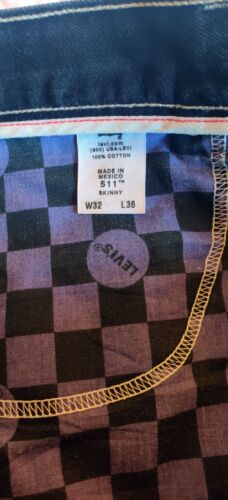 levi.com
(800) USA-LEVI
100% COTTON
MADE IN
MEXICO
511™
SKINNY
W32 L36
LEVI'S®